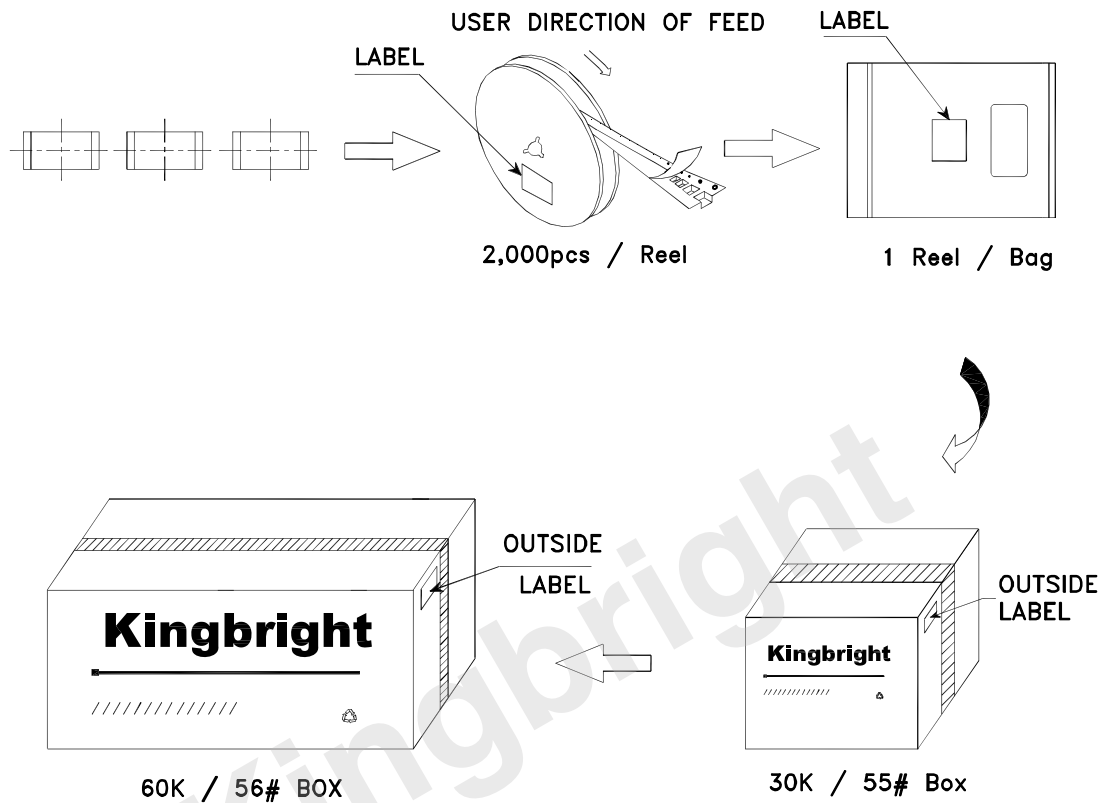 USER DIRECTION OF FEED
LABEL
LABEL
2,000pcs / Reel
1 Reel / Bag
OUTSIDE
LABEL
OUTSIDE
LABEL
Kingbright
Kingbright
60K / 56# BOX
30K / 55# Box
Kingbright